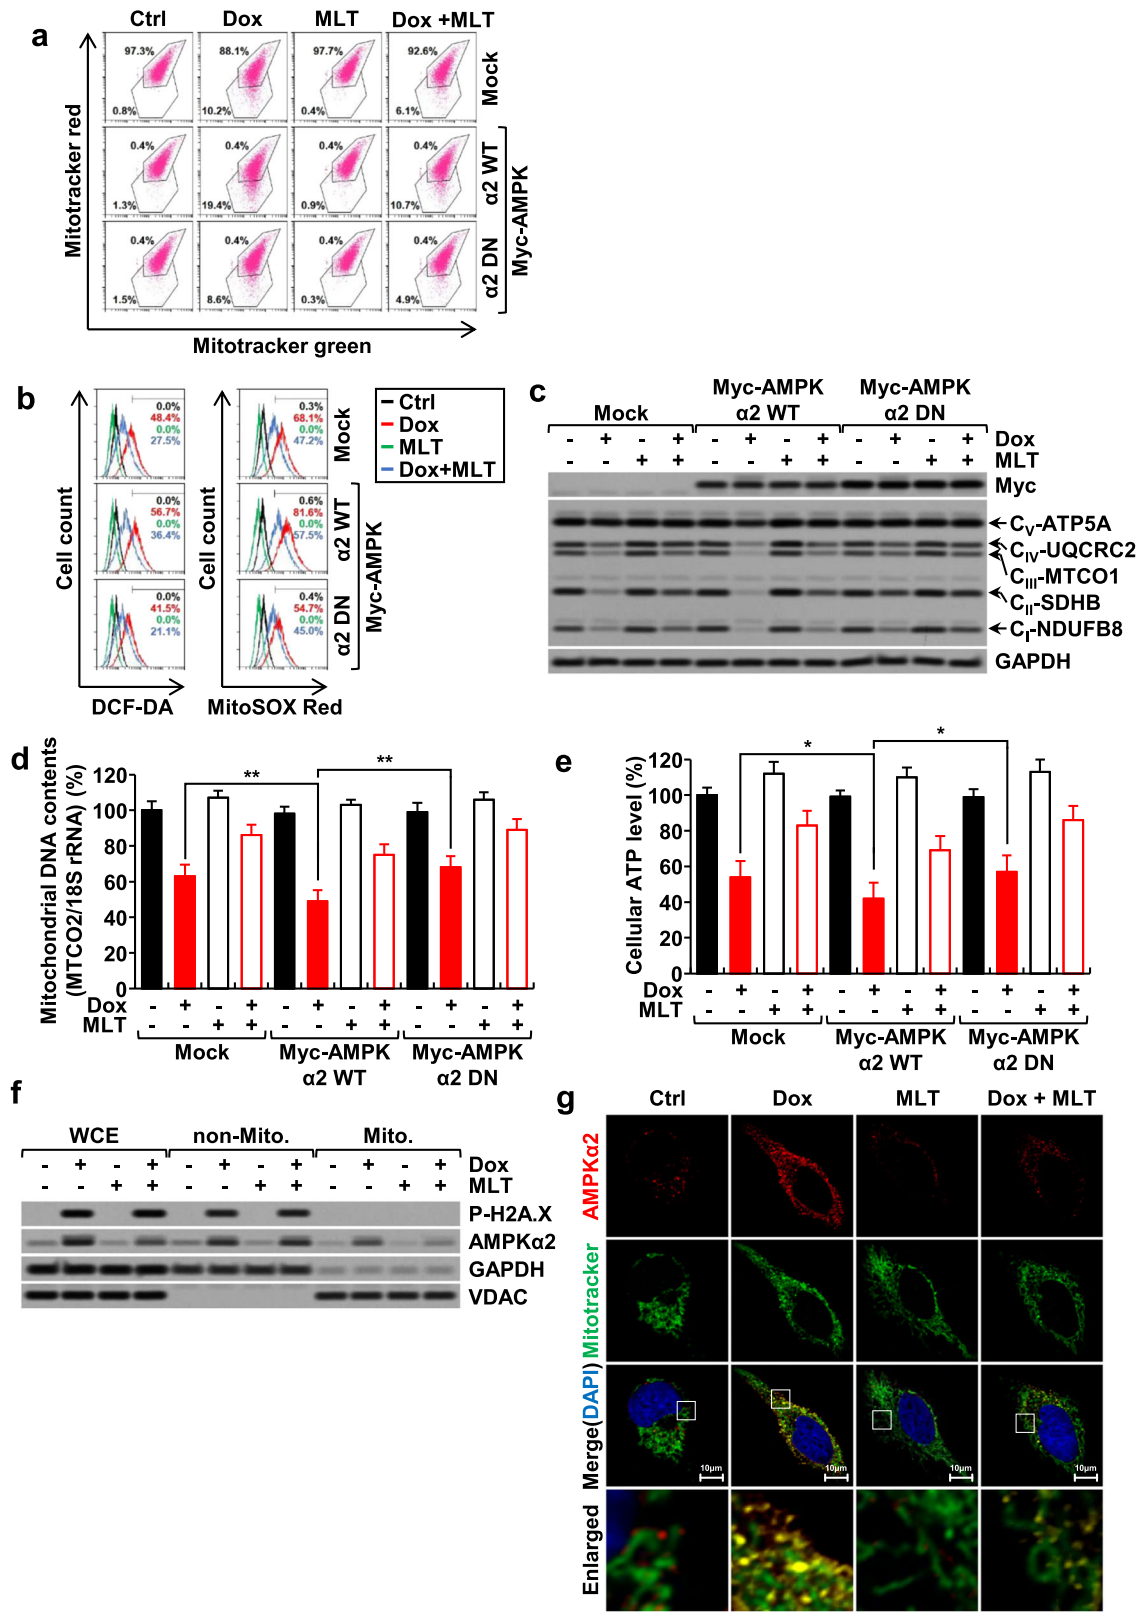 a
Ctrl Dox MLT Dox +MLT
97.3% 88.1% 97.7% 92.6%
0.8% 10.2% 0.4% 6.1%
Mock
0.4% 0.4% 0.4% 0.4%
1.3% 19.4% 0.9% 10.7%
α2 WT
0.4% 0.4% 0.4% 0.4%
1.5% 8.6% 0.3% 4.9%
α2 DN
Myc-AMPK
Mitotracker red
Mitotracker green
b
0.0% 0.3%
48.4% 68.1%
0.0% 0.0%
27.5% 47.2%
Mock
0.0% 0.6%
56.7% 81.6%
0.0% 0.0%
36.4% 57.5%
α2 WT
0.0% 0.4%
41.5% 54.7%
0.0% 0.0%
21.1% 45.0%
α2 DN
Myc-AMPK
Cell count
Cell count
DCF-DA MitoSOX Red
Ctrl
Dox
MLT
Dox+MLT
c
Mock Myc-AMPK α2 WT Myc-AMPK α2 DN
- + - + - + - + - + - + Dox
- - + + - - + + - - + + MLT
Myc
CV-ATP5A
CIV-UQCRC2
CIII-MTCO1
CII-SDHB
CI-NDUFB8
GAPDH
d
Mitochondrial DNA contents
(MTCO2/18S rRNA) (%)
120
100
80
60
40
20
0
** **
Dox - + - + - + - + - + - +
MLT - - + + - - + + - - + +
Mock Myc-AMPK α2 WT Myc-AMPK α2 DN
e
Cellular ATP level (%)
120
100
80
60
40
20
0
* *
Dox - + - + - + - + - + - +
MLT - - + + - - + + - - + +
Mock Myc-AMPK α2 WT Myc-AMPK α2 DN
f
WCE non-Mito. Mito.
- + - + - + - + - + - + Dox
- - + + - - + + - - + + MLT
P-H2A.X
AMPKα2
GAPDH
VDAC
g
Ctrl Dox MLT Dox + MLT
AMPKα2
Mitotracker
Merge(DAPI)
10μm 10μm 10μm 10μm
Enlarged